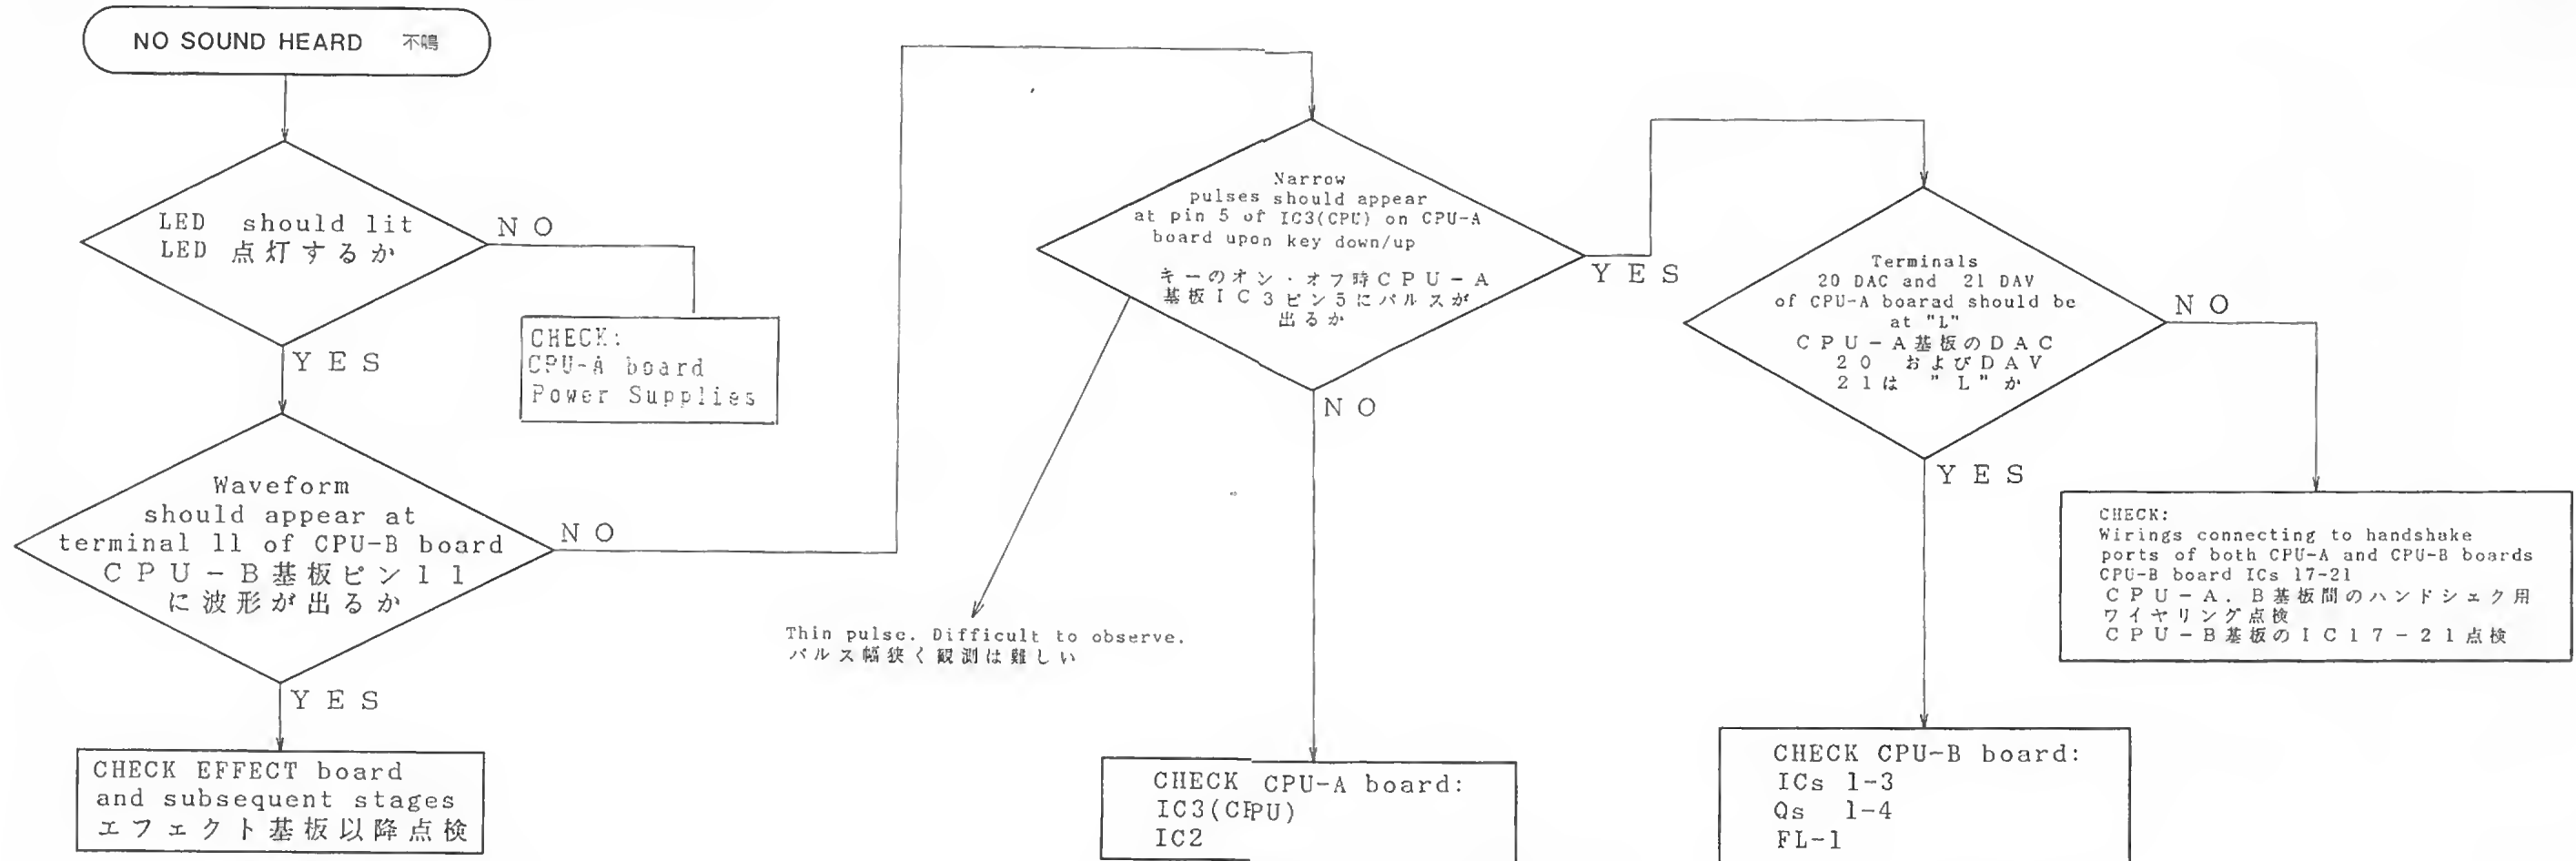 NO SOUND HEARD 不鳴
LED should lit
LED 点灯するか
NO
YES
CHECK:
CPU-A board
Power Supplies
Waveform
should appear at
terminal 11 of CPU-B board
CPU-B基板ピン11
に波形が出るか
NO
YES
CHECK EFFECT board
and subsequent stages
エフェクト基板以降点検
Narrow
pulses should appear
at pin 5 of IC3(CPU) on CPU-A
board upon key down/up
キーのオン・オフ時CPU-A
基板IC3ピン5にパルスが
出るか
YES
NO
Thin pulse. Difficult to observe.
パルス幅狭く観測は難しい
CHECK CPU-A board:
IC3(CPU)
IC2
Terminals
20 DAC and 21 DAV
of CPU-A boarad should be
at "L"
CPU-A基板のDAC
20 およびDAV
21は "L"か
NO
YES
CHECK:
Wirings connecting to handshake
ports of both CPU-A and CPU-B boards
CPU-B board ICs 17-21
CPU-A.B基板間のハンドシェク用
ワイヤリング点検
CPU-B基板のIC17-21点検
CHECK CPU-B board:
ICs 1-3
Qs 1-4
FL-1